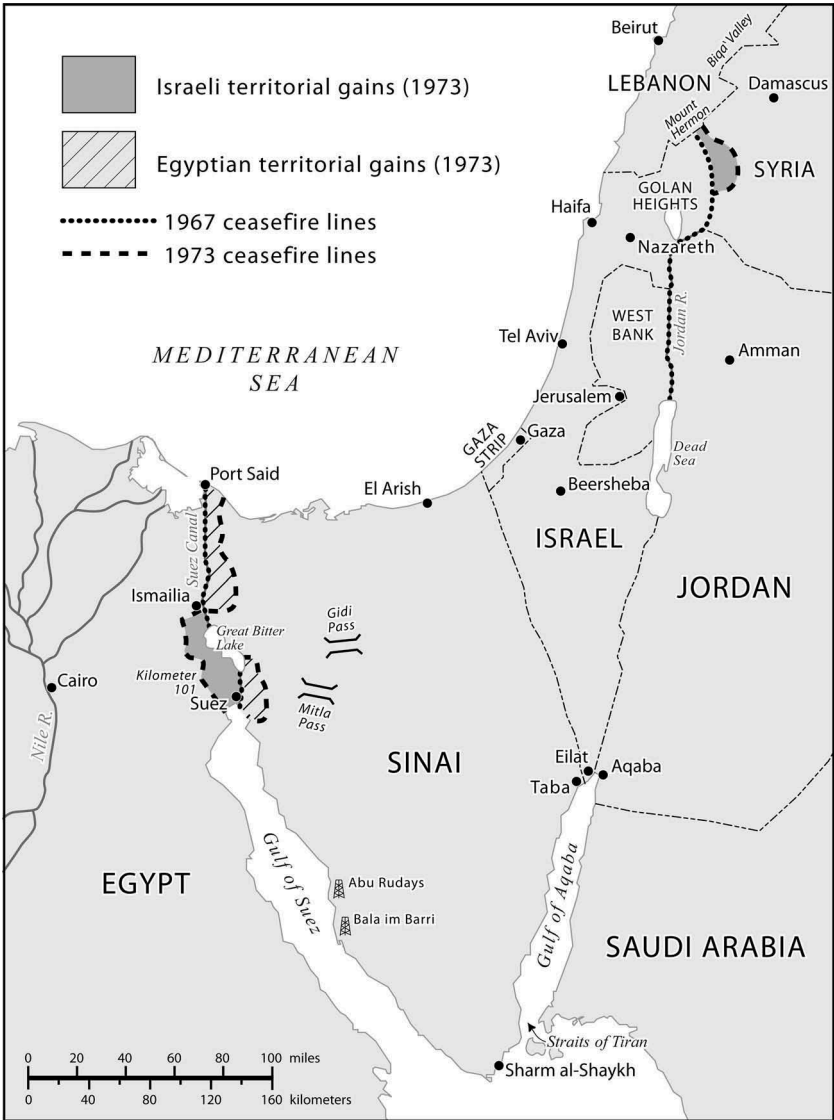 Israeli territorial gains (1973)
Egyptian territorial gains (1973)
1967 ceasefire lines
1973 ceasefire lines
Beirut
Biqa' Valley
LEBANON
Damascus
Mount
Hermon
SYRIA
GOLAN
HEIGHTS
Haifa
Nazareth
WEST
BANK
Jordan R.
Tel Aviv
Amman
MEDITERRANEAN
SEA
Jerusalem
GAZA
STRIP
Gaza
Dead
Sea
Port Said
El Arish
Beersheba
ISRAEL
Suez Canal
JORDAN
Ismailia
Gidi
Pass
Great Bitter
Lake
Cairo
Kilometer
101
Suez
Mitla
Pass
Nile R.
SINAI
Eilat
Aqaba
Taba
Gulf of Suez
Gulf of Aqaba
EGYPT
Abu Rudays
Bala im Barri
SAUDI ARABIA
Straits of Tiran
Sharm al-Shaykh
0 20 40 60 80 100 miles
0 40 80 120 160 kilometers